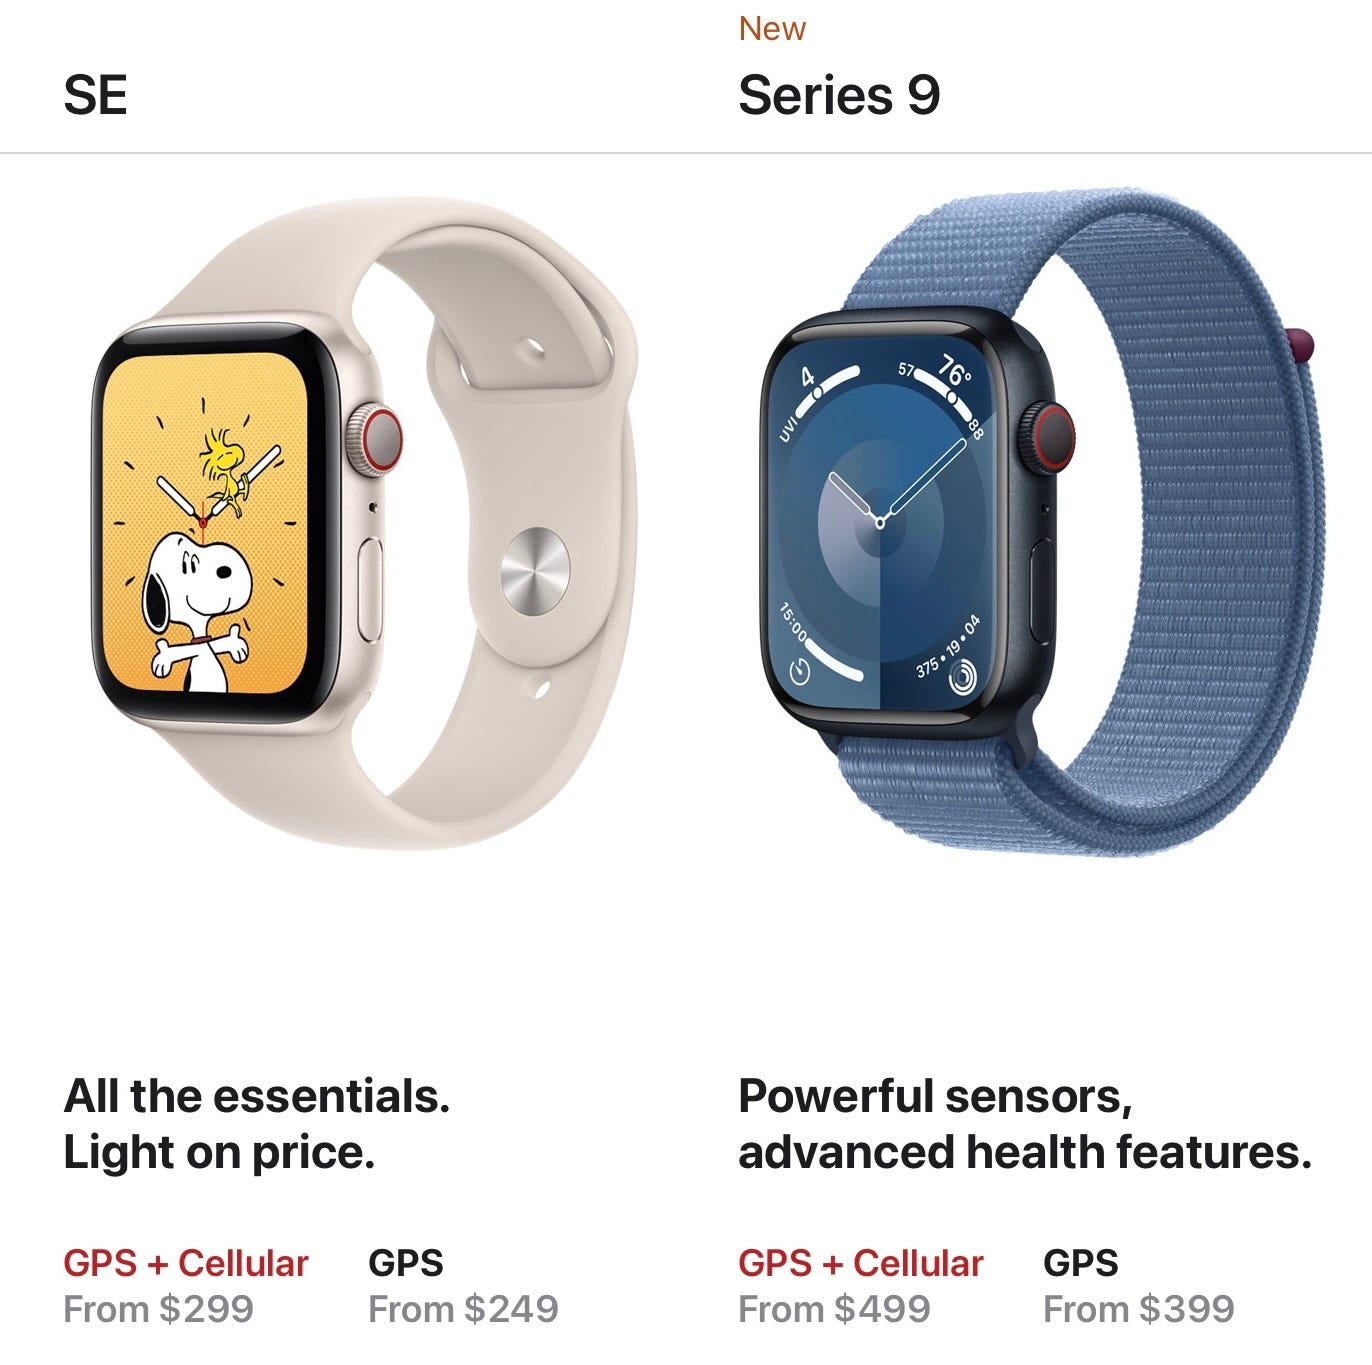 New
SE
Series 9
4
UVI
57
76°
88
15:00
375 • 19 • 04
All the essentials.
Light on price.
Powerful sensors,
advanced health features.
GPS + Cellular
From $299
GPS
From $249
GPS + Cellular
From $499
GPS
From $399